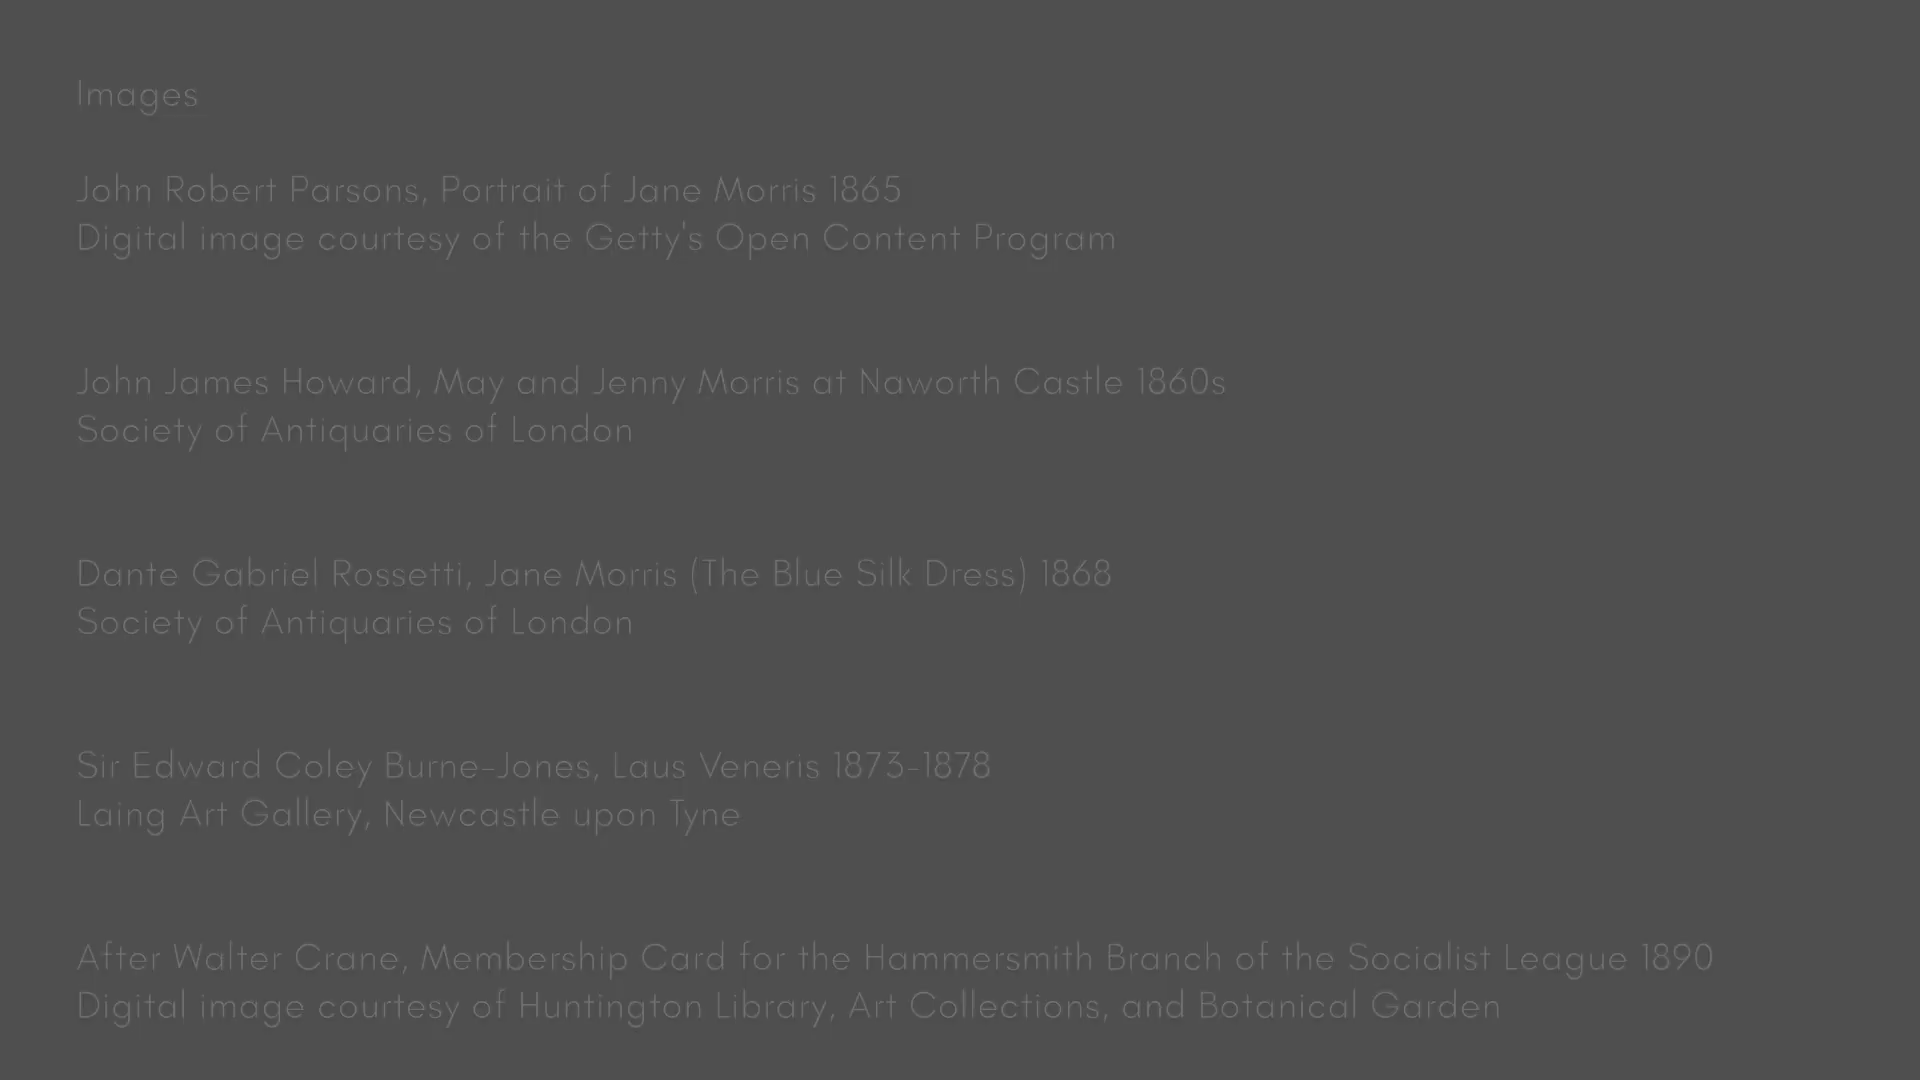 Images
John Robert Parsons, Portrait of Jane Morris 1865
Digital image courtesy of the Getty's Open Content Program
John James Howard, May and Jenny Morris at Naworth Castle 1860s
Society of Antiquaries of London
Dante Gabriel Rossetti, Jane Morris (The Blue Silk Dress) 1868
Society of Antiquaries of London
Sir Edward Coley Burne-Jones, Laus Veneris 1873-1878
Laing Art Gallery, Newcastle upon Tyne
After Walter Crane, Membership Card for the Hammersmith Branch of the Socialist League 1890
Digital image courtesy of Huntington Library, Art Collections, and Botanical Garden